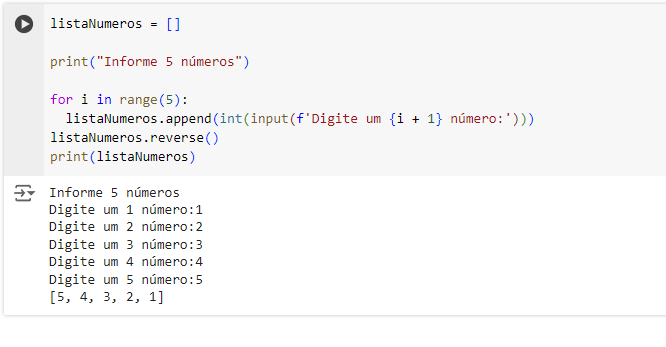 listaNumeros = []
print("Informe 5 números")
for i in range(5):
  listaNumeros.append(int(input(f'Digite um {i + 1} número:')))
listaNumeros.reverse()
print(listaNumeros)
Informe 5 números
Digite um 1 número:1
Digite um 2 número:2
Digite um 3 número:3
Digite um 4 número:4
Digite um 5 número:5
[5, 4, 3, 2, 1]